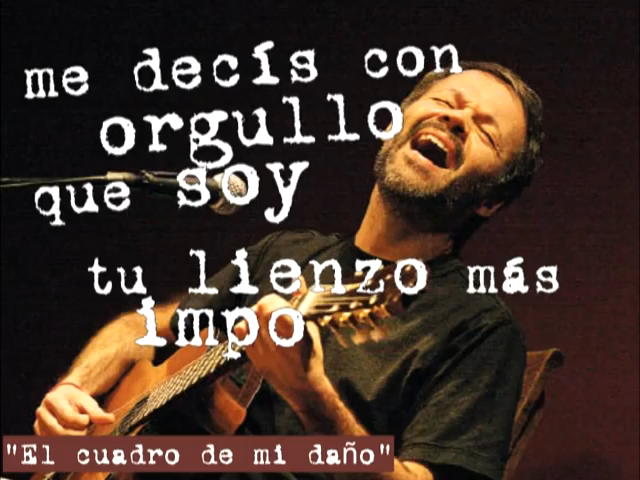 me decís con
orgullo
que soy
tu lienzo más
impo
"El cuadro de mi daño"